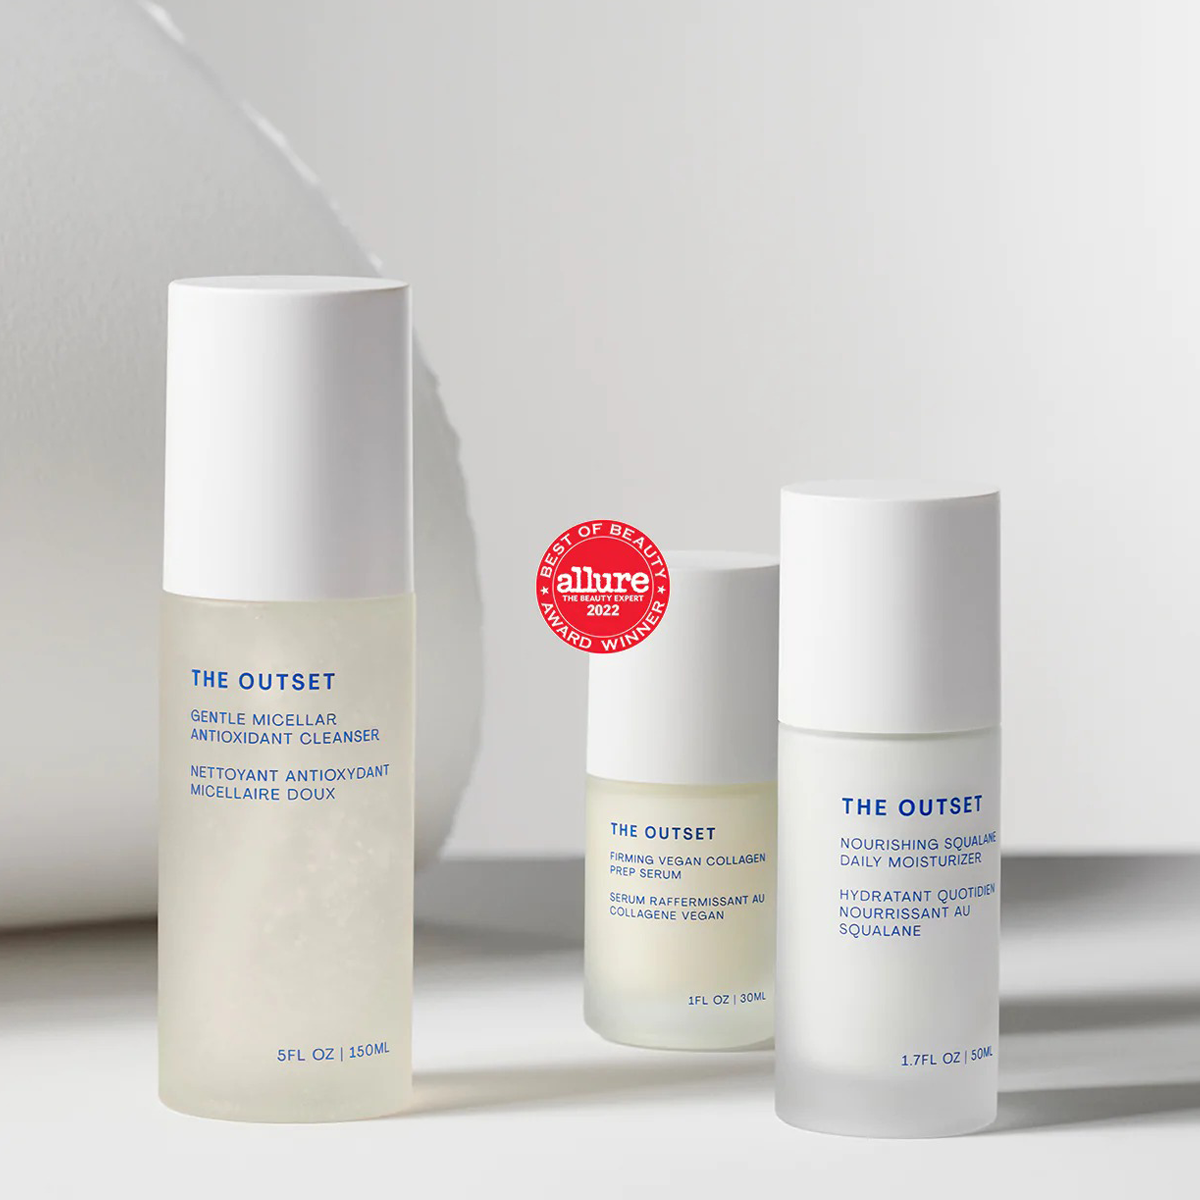 THE OUTSET
GENTLE MICELLAR
ANTIOXIDANT CLEANSER
NETTOYANT ANTIOXYDANT
MICELLAIRE DOUX
5FL OZ | 150ML
BEST OF BEAUTY
allure
THE BEAUTY EXPERT
2022
AWARD WINNER
THE OUTSET
FIRMING VEGAN COLLAGEN
PREP SERUM
SERUM RAFFERMISSANT AU
COLLAGENE VEGAN
1FL OZ | 30ML
THE OUTSET
NOURISHING SQUALANE
DAILY MOISTURIZER
HYDRATANT QUOTIDIEN
NOURRISSANT AU
SQUALANE
1.7FL OZ | 50ML